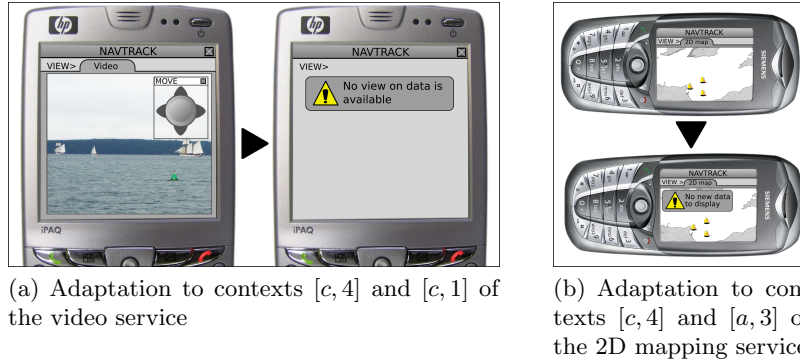 hp
hp
NAVTRACK
NAVTRACK
VIEW> Video
VIEW>
MOVE
No view on data is
available
iPAQ
iPAQ
NAVTRACK
VIEW > 2D map
SIEMENS
NAVTRACK
VIEW > 2D map
No new data
to display
SIEMENS
(a) Adaptation to contexts [c, 4] and [c, 1] of
the video service
(b) Adaptation to con
texts [c, 4] and [a, 3] o
the 2D mapping service